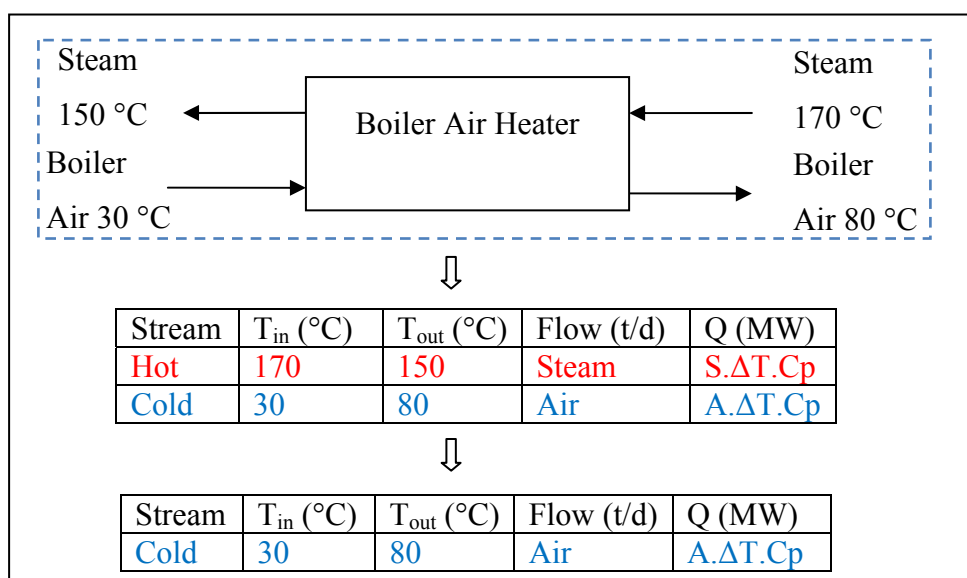 Steam Steam
150 °C Boiler Air Heater 170 °C
Boiler Boiler
Air 30 °C Air 80 °C
Stream Tin (°C) Tout (°C) Flow (t/d) Q (MW)
Hot 170 150 Steam S.ΔT.Cp
Cold 30 80 Air A.ΔT.Cp
Stream Tin (°C) Tout (°C) Flow (t/d) Q (MW)
Cold 30 80 Air A.ΔT.Cp